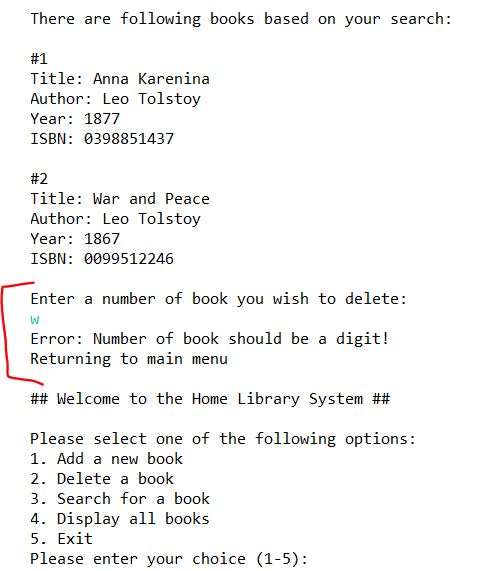 There are following books based on your search:
#1
Title: Anna Karenina
Author: Leo Tolstoy
Year: 1877
ISBN: 0398851437
#2
Title: War and Peace
Author: Leo Tolstoy
Year: 1867
ISBN: 0099512246
Enter a number of book you wish to delete:
w
Error: Number of book should be a digit!
Returning to main menu
## Welcome to the Home Library System ##
Please select one of the following options:
1. Add a new book
2. Delete a book
3. Search for a book
4. Display all books
5. Exit
Please enter your choice (1-5):